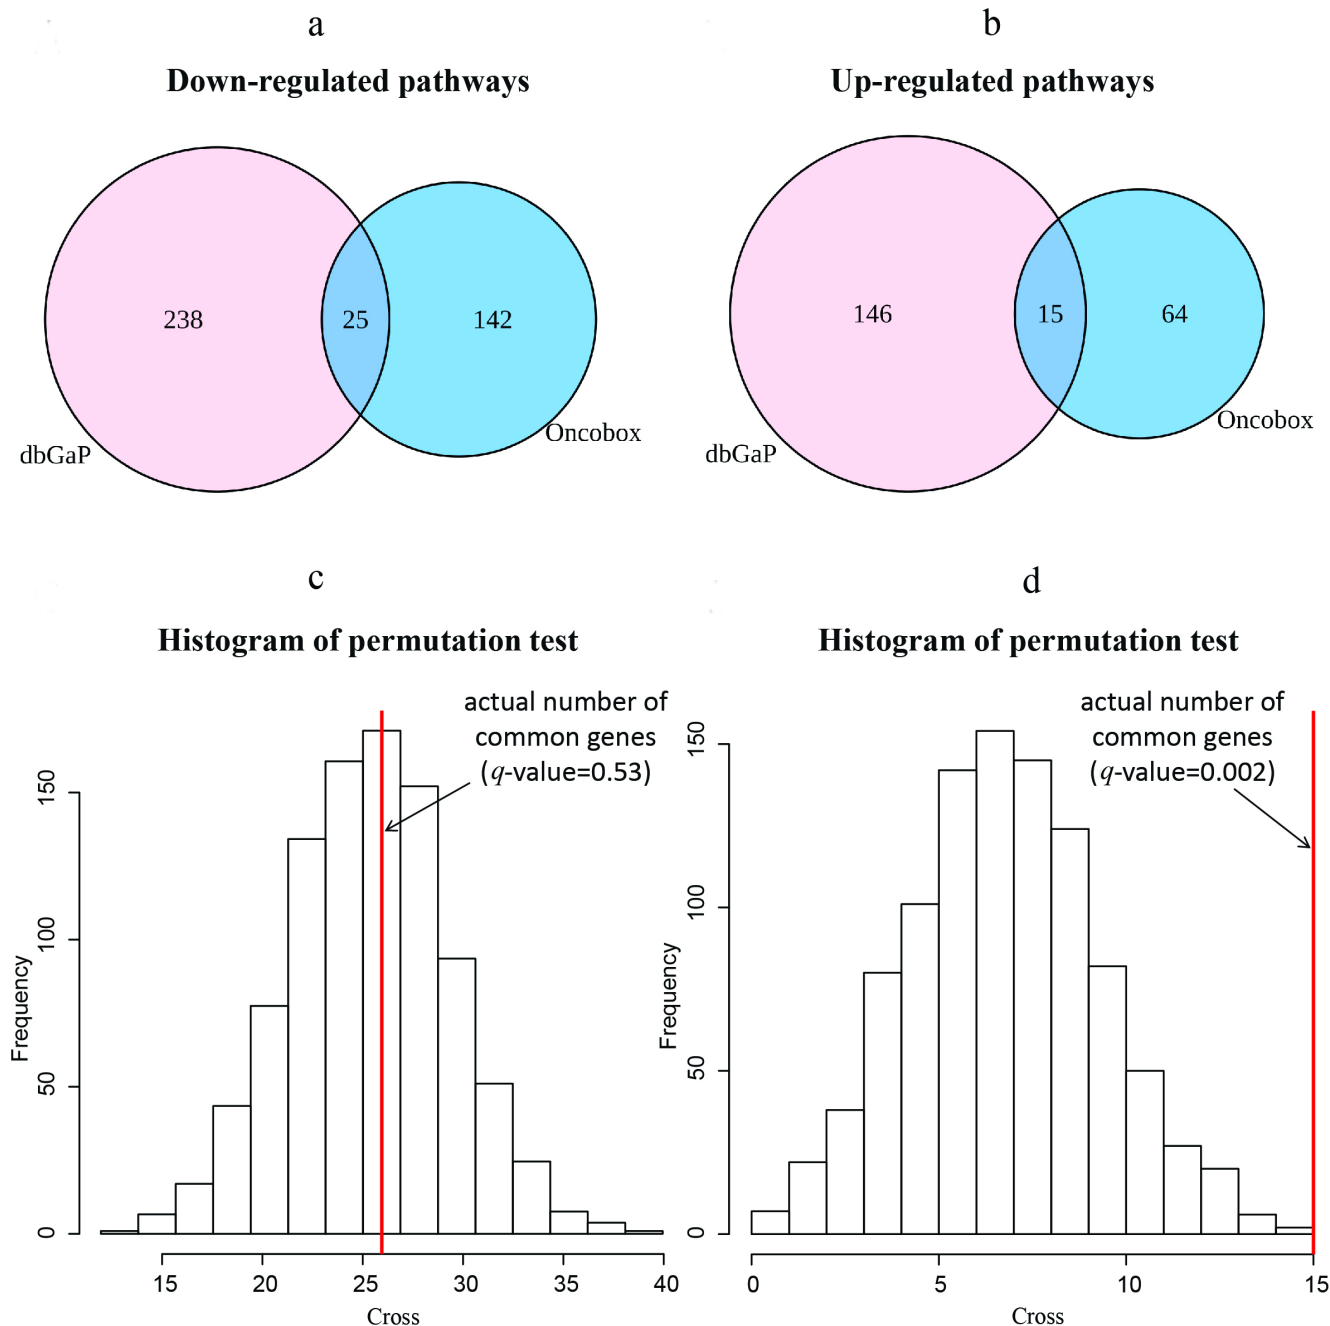 a
Down-regulated pathways
238
25
142
dbGaP
Oncobox
b
Up-regulated pathways
146
15
64
dbGaP
Oncobox
c
Histogram of permutation test
actual number of
common genes
(q-value=0.53)
Frequency
0
50
100
150
15
20
25
30
35
40
Cross
d
Histogram of permutation test
actual number of
common genes
(q-value=0.002)
Frequency
0
50
100
150
0
5
10
15
Cross